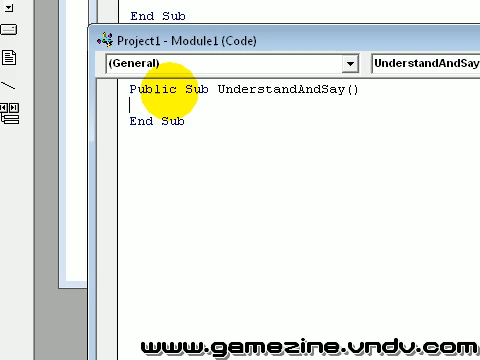 End Sub
Project1 - Module1 (Code)
(General)
UnderstandAndSay
Public Sub UnderstandAndSay()
End Sub
www.gamezine.vndv.com